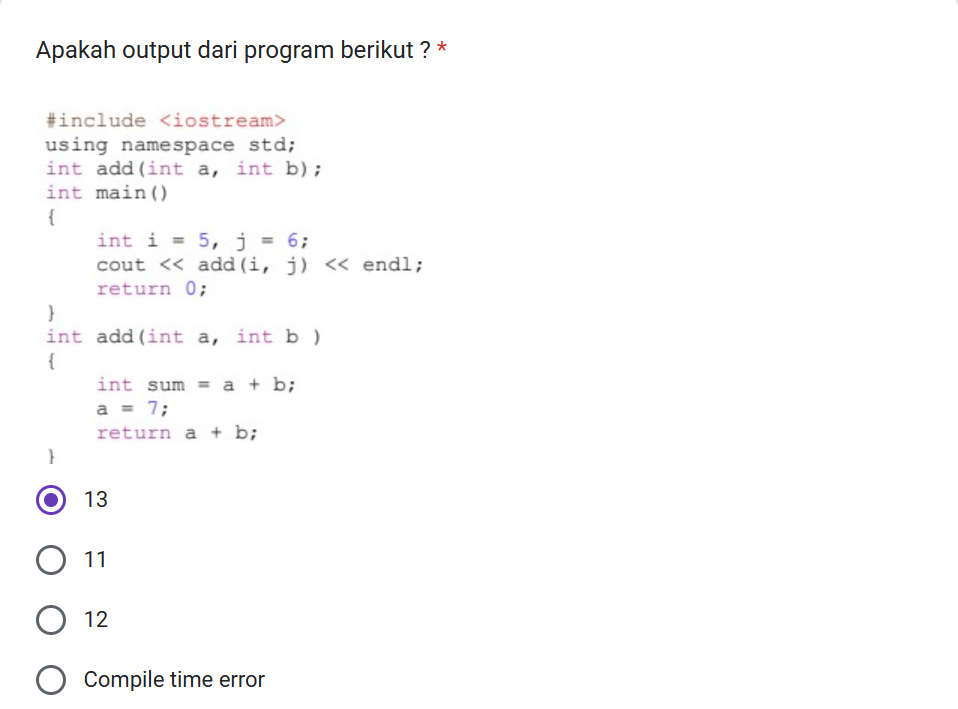 Apakah output dari program berikut ? *
#include <iostream>
using namespace std;
int add(int a, int b);
int main()
{
int i = 5, j = 6;
cout << add(i, j) << endl;
return 0;
}
int add(int a, int b )
{
int sum = a + b;
a = 7;
return a + b;
}
13
11
12
Compile time error